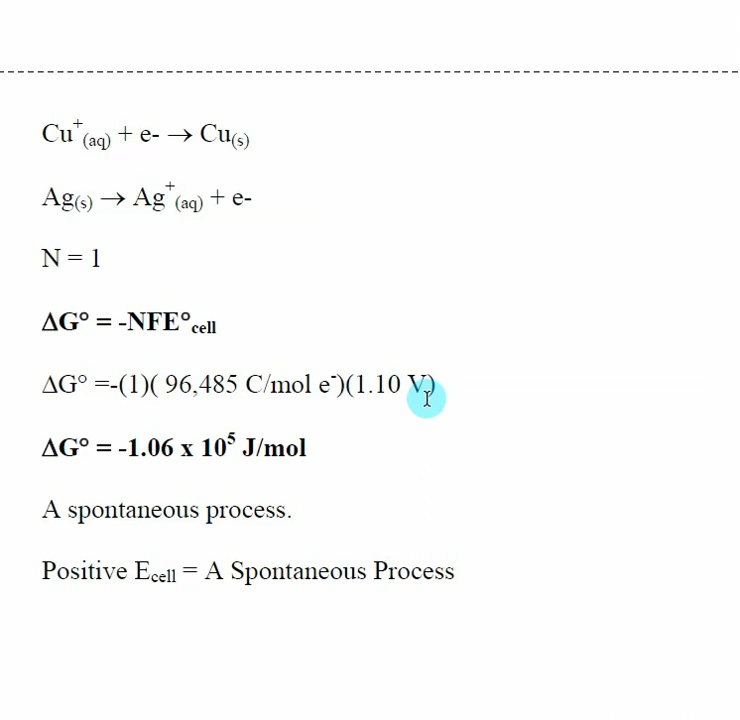 Cu⁺(aq) + e- → Cu(s)
Ag(s) → Ag⁺(aq) + e-
N = 1
ΔG° = -NFE°cell
ΔG° =-(1)( 96,485 C/mol e⁻)(1.10 V)
ΔG° = -1.06 x 10⁵ J/mol
A spontaneous process.
Positive Ecell = A Spontaneous Process